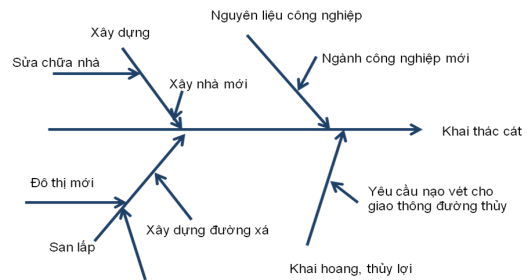 Nguyên liệu công nghiệp
Xây dựng
Sửa chữa nhà
Ngành công nghiệp mới
Xây nhà mới
Khai thác cát
Đô thị mới
Yêu cầu nạo vét cho
giao thông đường thủy
Xây dựng đường xá
San lấp
Khai hoang, thủy lợi